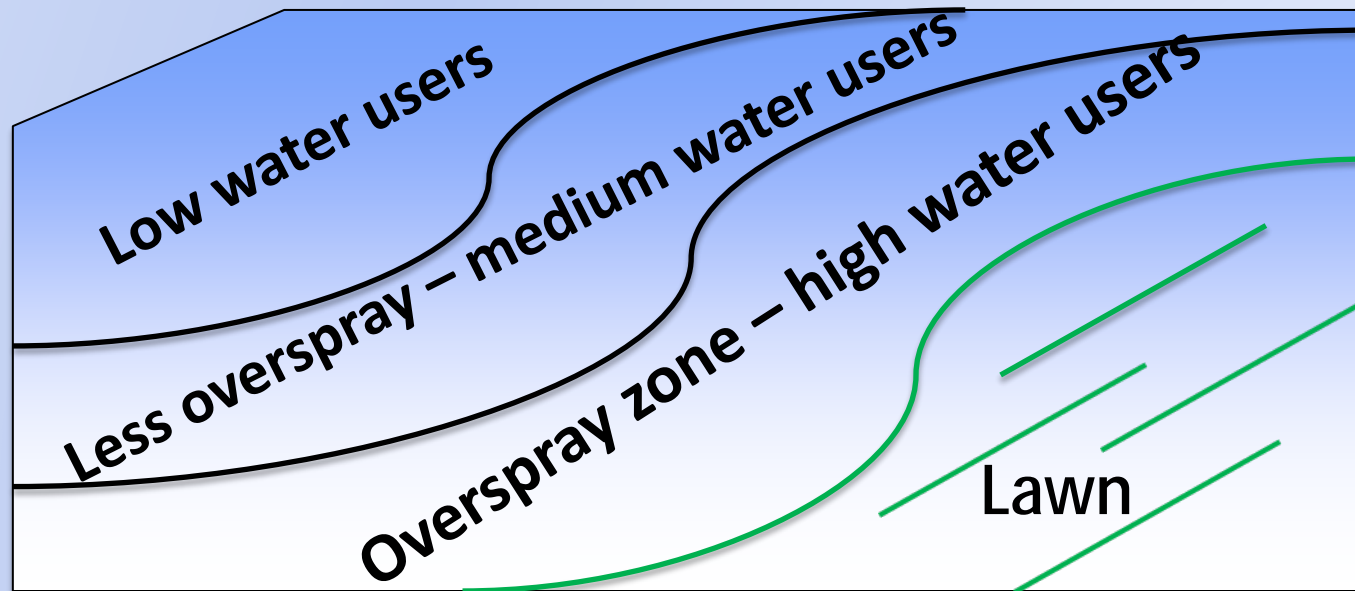 Low water users
Less overspray – medium water users
Overspray zone – high water users
Lawn